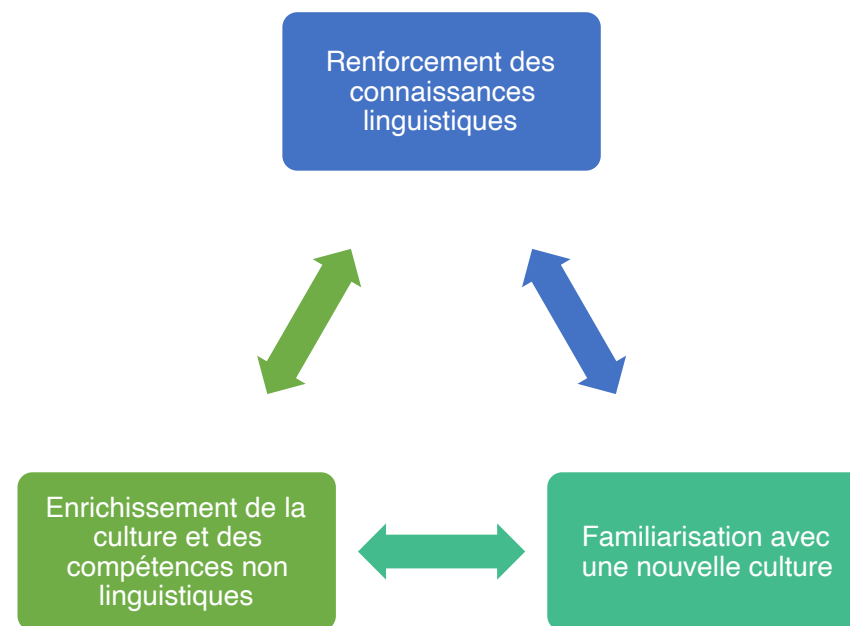 Renforcement des
connaissances
linguistiques
Enrichissement de la
culture et des
compétences non
linguistiques
Familiarisation avec
une nouvelle culture